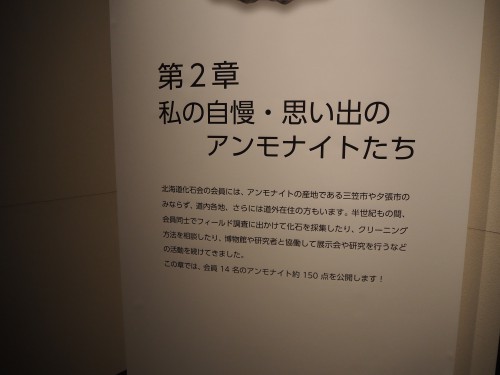 第2章
私の自慢・思い出の
アンモナイトたち
北海道化石会の会員には、アンモナイトの産地である三笠市や夕張市の
みならず、道内各地、さらには道外在住の方もいます。半世紀もの間、
会員同士でフィールド調査に出かけて化石を採集したり、クリーニング
方法を相談したり、博物館や研究者と協働して展示会や研究を行うなど
の活動を続けてきました。
この章では、会員 14 名のアンモナイト約 150 点を公開します！